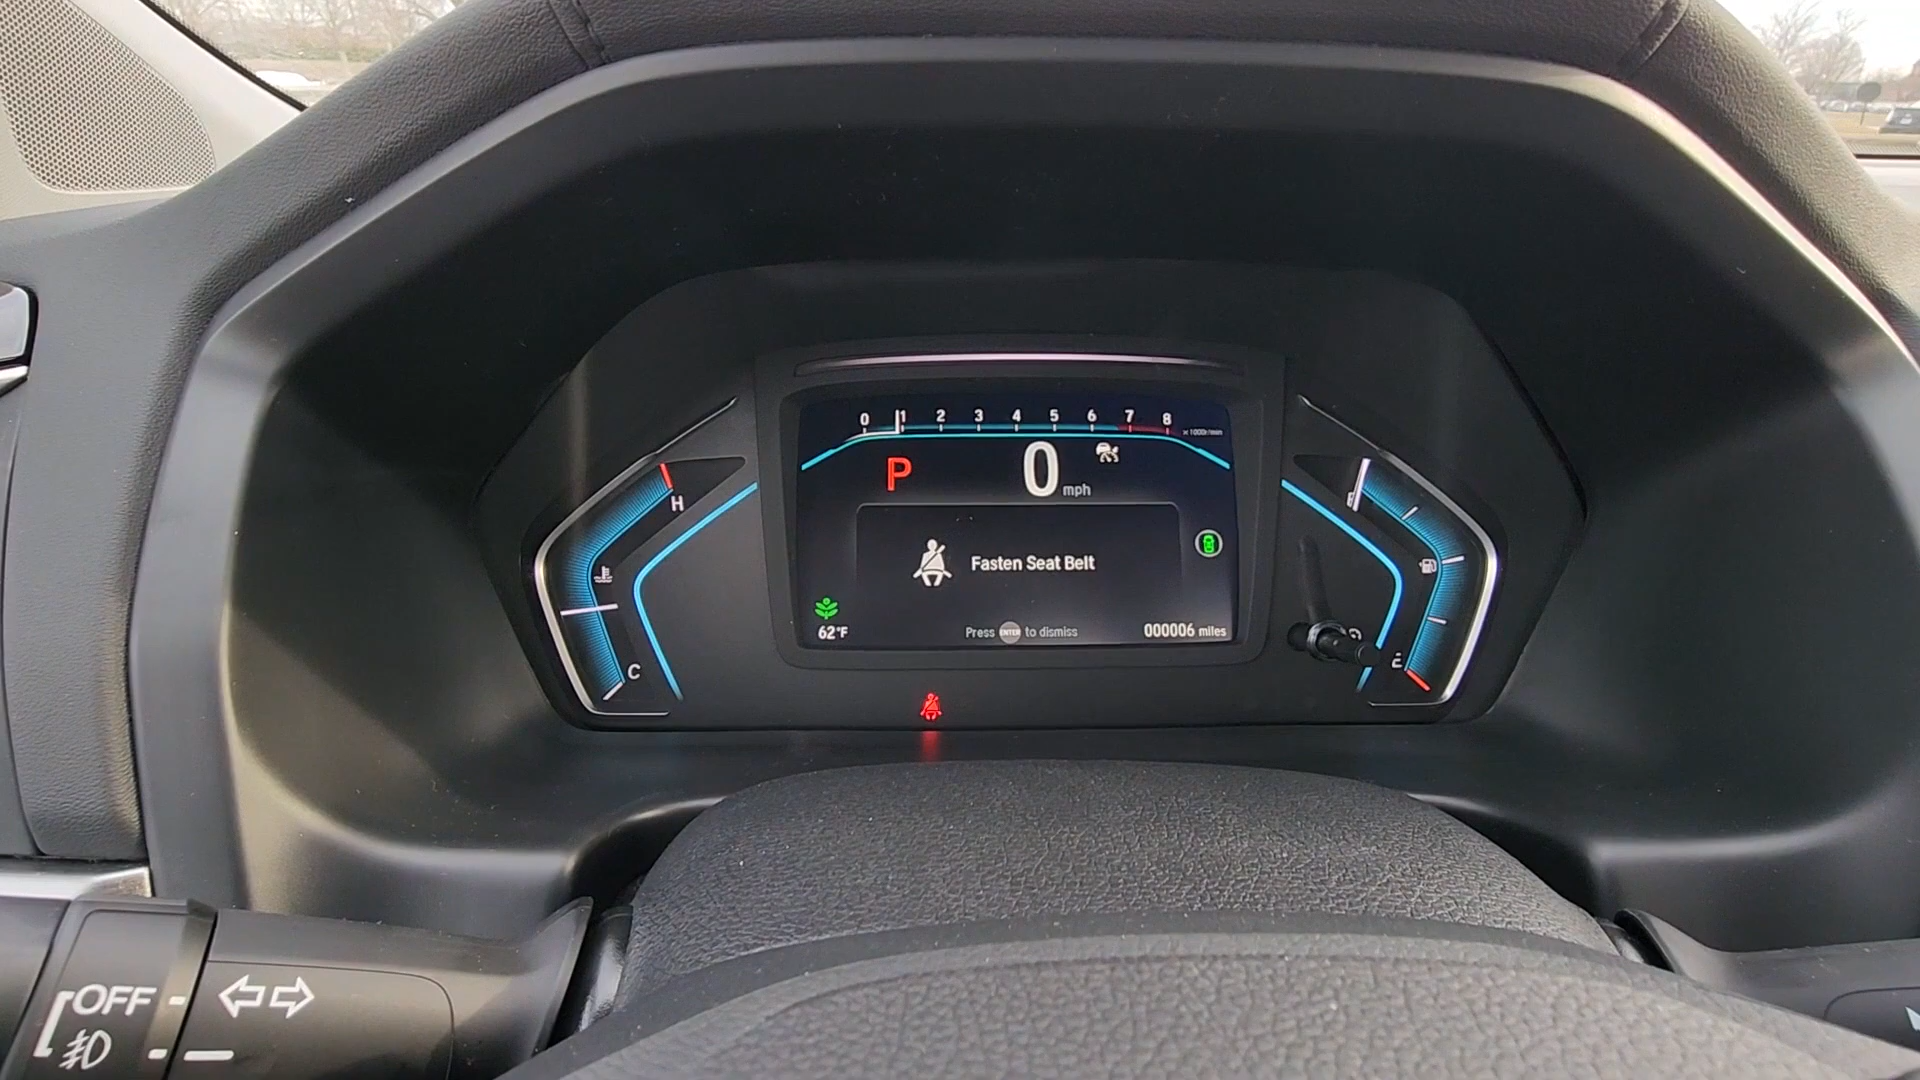 0 1 2 3 4 5 6 7 8
x 1000r/min
P 0 mph
H
Fasten Seat Belt
C
E
62°F
Press ENTER to dismiss
000006 miles
OFF